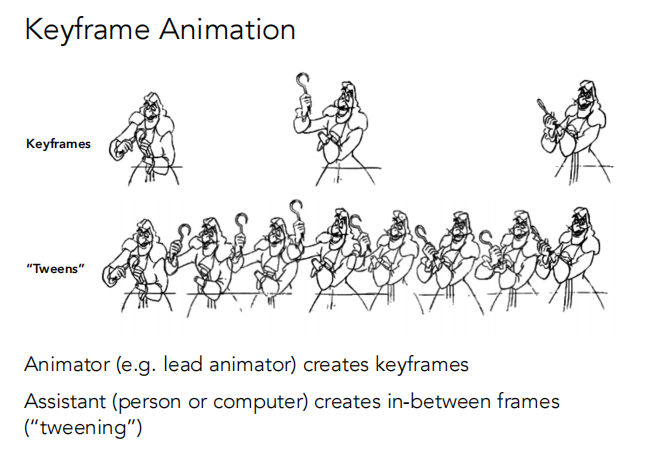 Keyframe Animation
Keyframes
“Tweens”
Animator (e.g. lead animator) creates keyframes
Assistant (person or computer) creates in-between frames
(“tweening”)